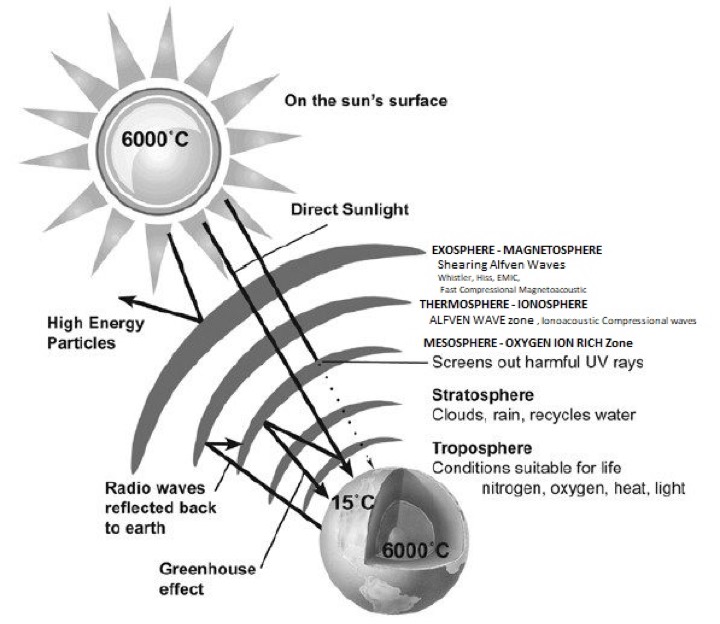 On the sun's surface
6000°C
Direct Sunlight
EXOSPHERE - MAGNETOSPHERE
Shearing Alfven Waves
Whistler, Hiss, EMIC,
Fast Compressional Magnetoacoustic
THERMOSPHERE - IONOSPHERE
ALFVEN WAVE zone , Ionoacoustic Compressional waves
High Energy
Particles
MESOSPHERE - OXYGEN ION RICH Zone
Screens out harmful UV rays
Stratosphere
Clouds, rain, recycles water
Troposphere
Conditions suitable for life
nitrogen, oxygen, heat, light
Radio waves
reflected back
to earth
15°C
6000°C
Greenhouse
effect